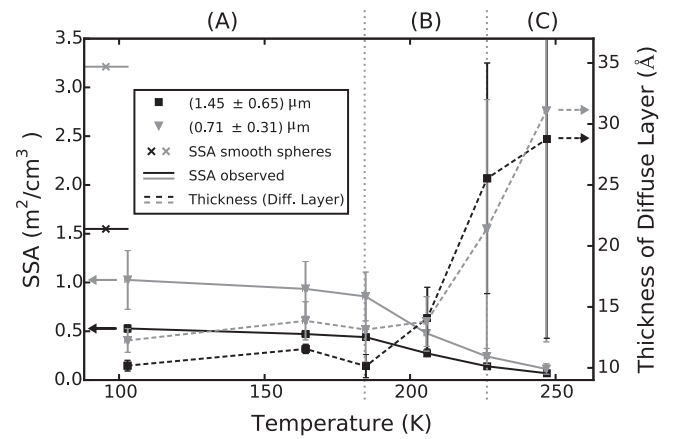 (A) (B) (C)
3.5
3.0
2.5
2.0
1.5
1.0
0.5
0.0
SSA (m²/cm³)
(1.45 ± 0.65) μm
(0.71 ± 0.31) μm
SSA smooth spheres
SSA observed
Thickness (Diff. Layer)
35
30
25
20
15
10
Thickness of Diffuse Layer (Å)
100 150 200 250
Temperature (K)